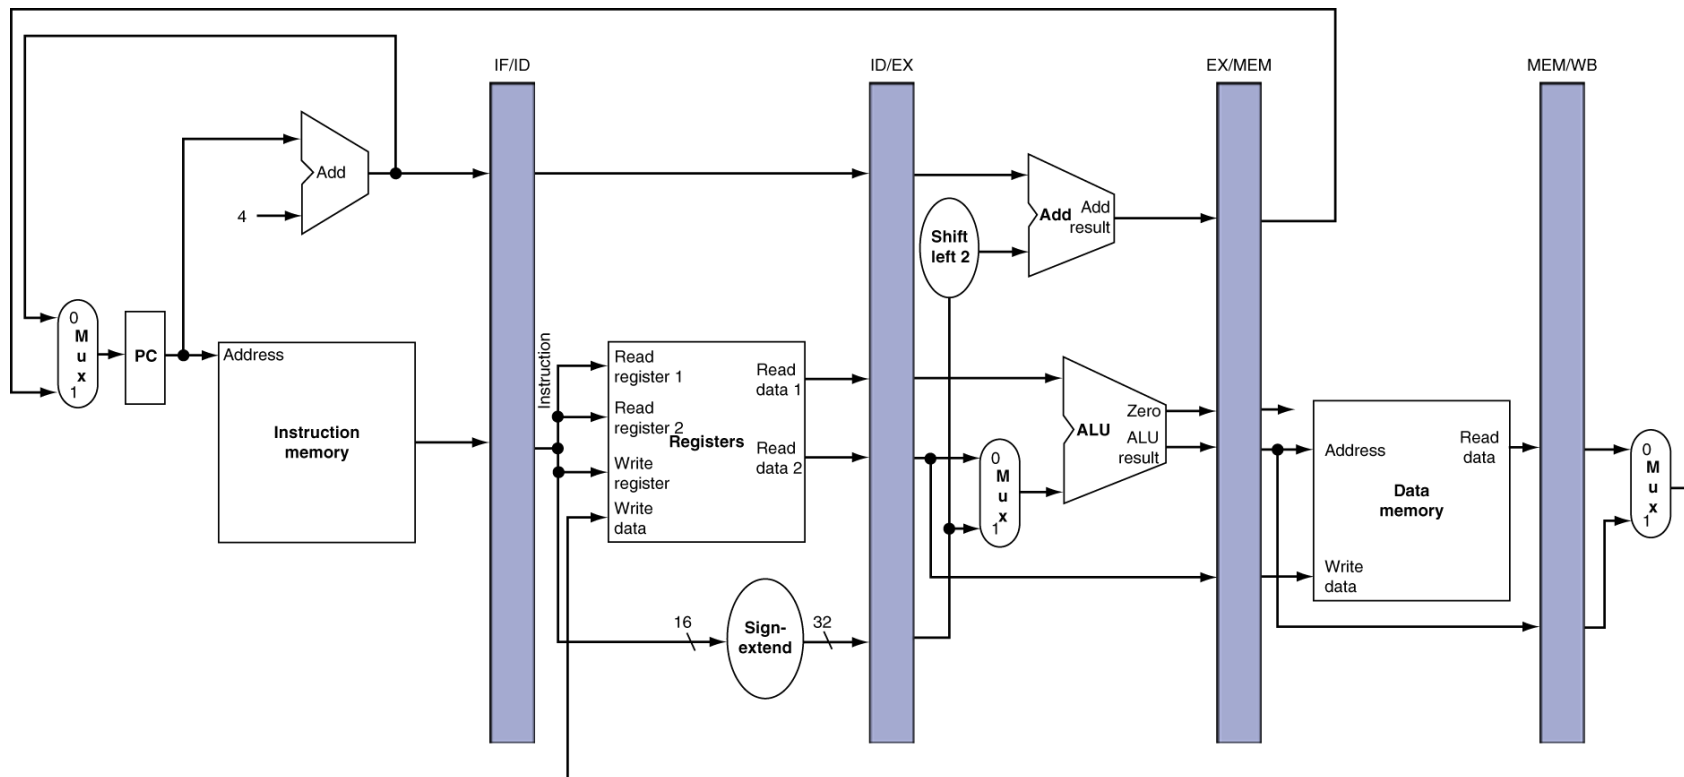 IF/ID
ID/EX
EX/MEM
MEM/WB
Add
4
Add
Add
result
Shift
left 2
0
M
u
x
1
PC
Address
Instruction
memory
Instruction
Read
register 1
Read
register 2
Write
register
Write
data
Registers
Read
data 1
Read
data 2
16
Sign-
extend
32
0
M
u
x
1
Zero
ALU
ALU
result
Address
Read
data
Data
memory
Write
data
0
M
u
x
1